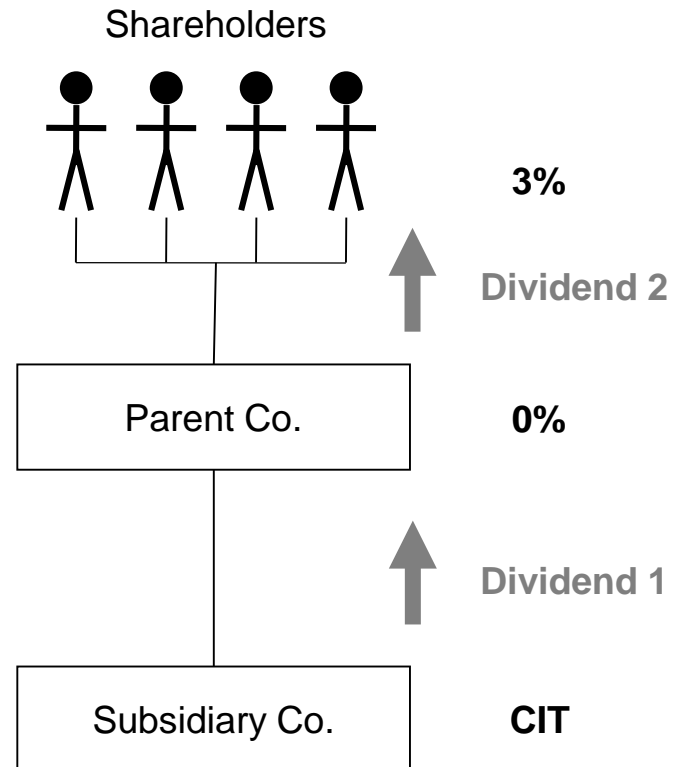 Shareholders
3%
Dividend 2
Parent Co.
0%
Dividend 1
Subsidiary Co.
CIT